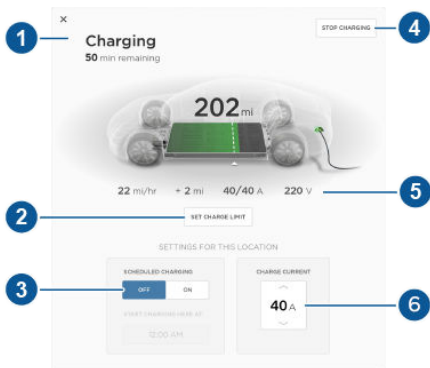 ×
1
Charging
50 min remaining
STOP CHARGING
4
202 mi
22 mi/hr + 2 mi 40/40 A 220 V
5
2
SET CHARGE LIMIT
SETTINGS FOR THIS LOCATION
3
SCHEDULED CHARGING
OFF ON
START CHARGING HERE AT
12:00 AM
CHARGE CURRENT
40 A
6